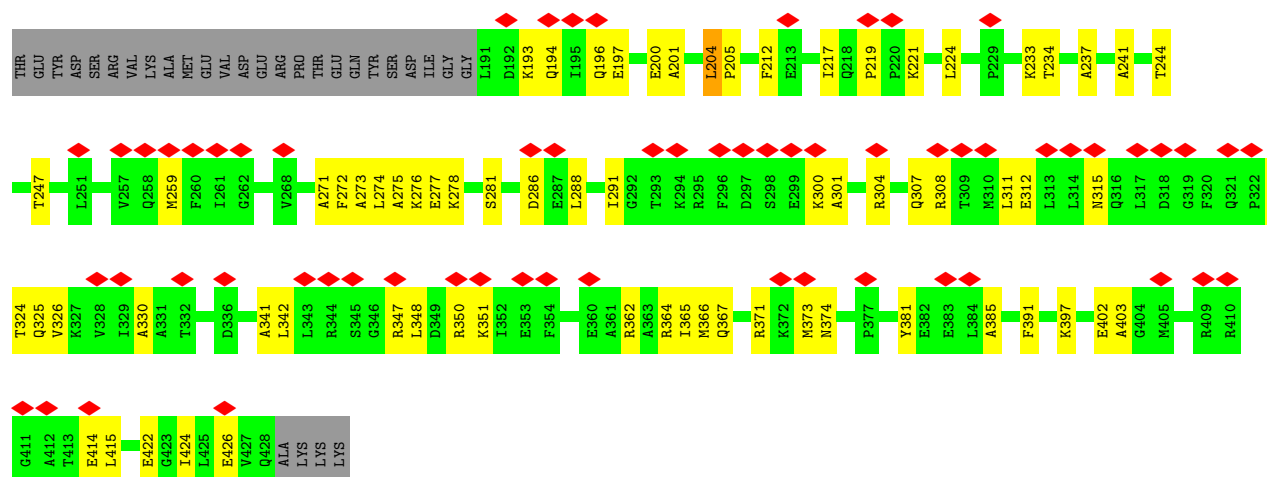 THR GLU TYR ASP SER ARG VAL LYS ALA MET GLU VAL ASP GLU ARG PRO THR GLU GLN TYR SER ASP ILE GLY GLY L191 D192 K193 Q194 I195 Q196 E197 E200 A201 L204 P205 F212 E213 I217 Q218 P219 P220 K221 L224 P229 K233 T234 A237 A241 T244
T247 L251 V257 Q258 M259 F260 I261 G262 V268 A271 F272 A273 L274 A275 K276 E277 K278 S281 D286 E287 L288 I291 G292 T293 K294 R295 F296 D297 S298 E299 K300 A301 R304 Q307 R308 T309 M310 L311 E312 L313 L314 N315 Q316 L317 D318 G319 F320 Q321 P322
T324 Q325 V326 K327 V328 I329 A330 A331 T332 D336 A341 L342 L343 R344 S345 G346 R347 L348 D349 R350 K351 I352 E353 F354 E360 A361 R362 A363 R364 I365 M366 Q367 R371 K372 M373 N374 P377 Y381 E382 E383 L384 A385 F391 K397 E402 A403 G404 M405 R409 R410
G411 A412 T413 E414 L415 E422 G423 I424 L425 E426 V427 Q428 ALA LYS LYS LYS